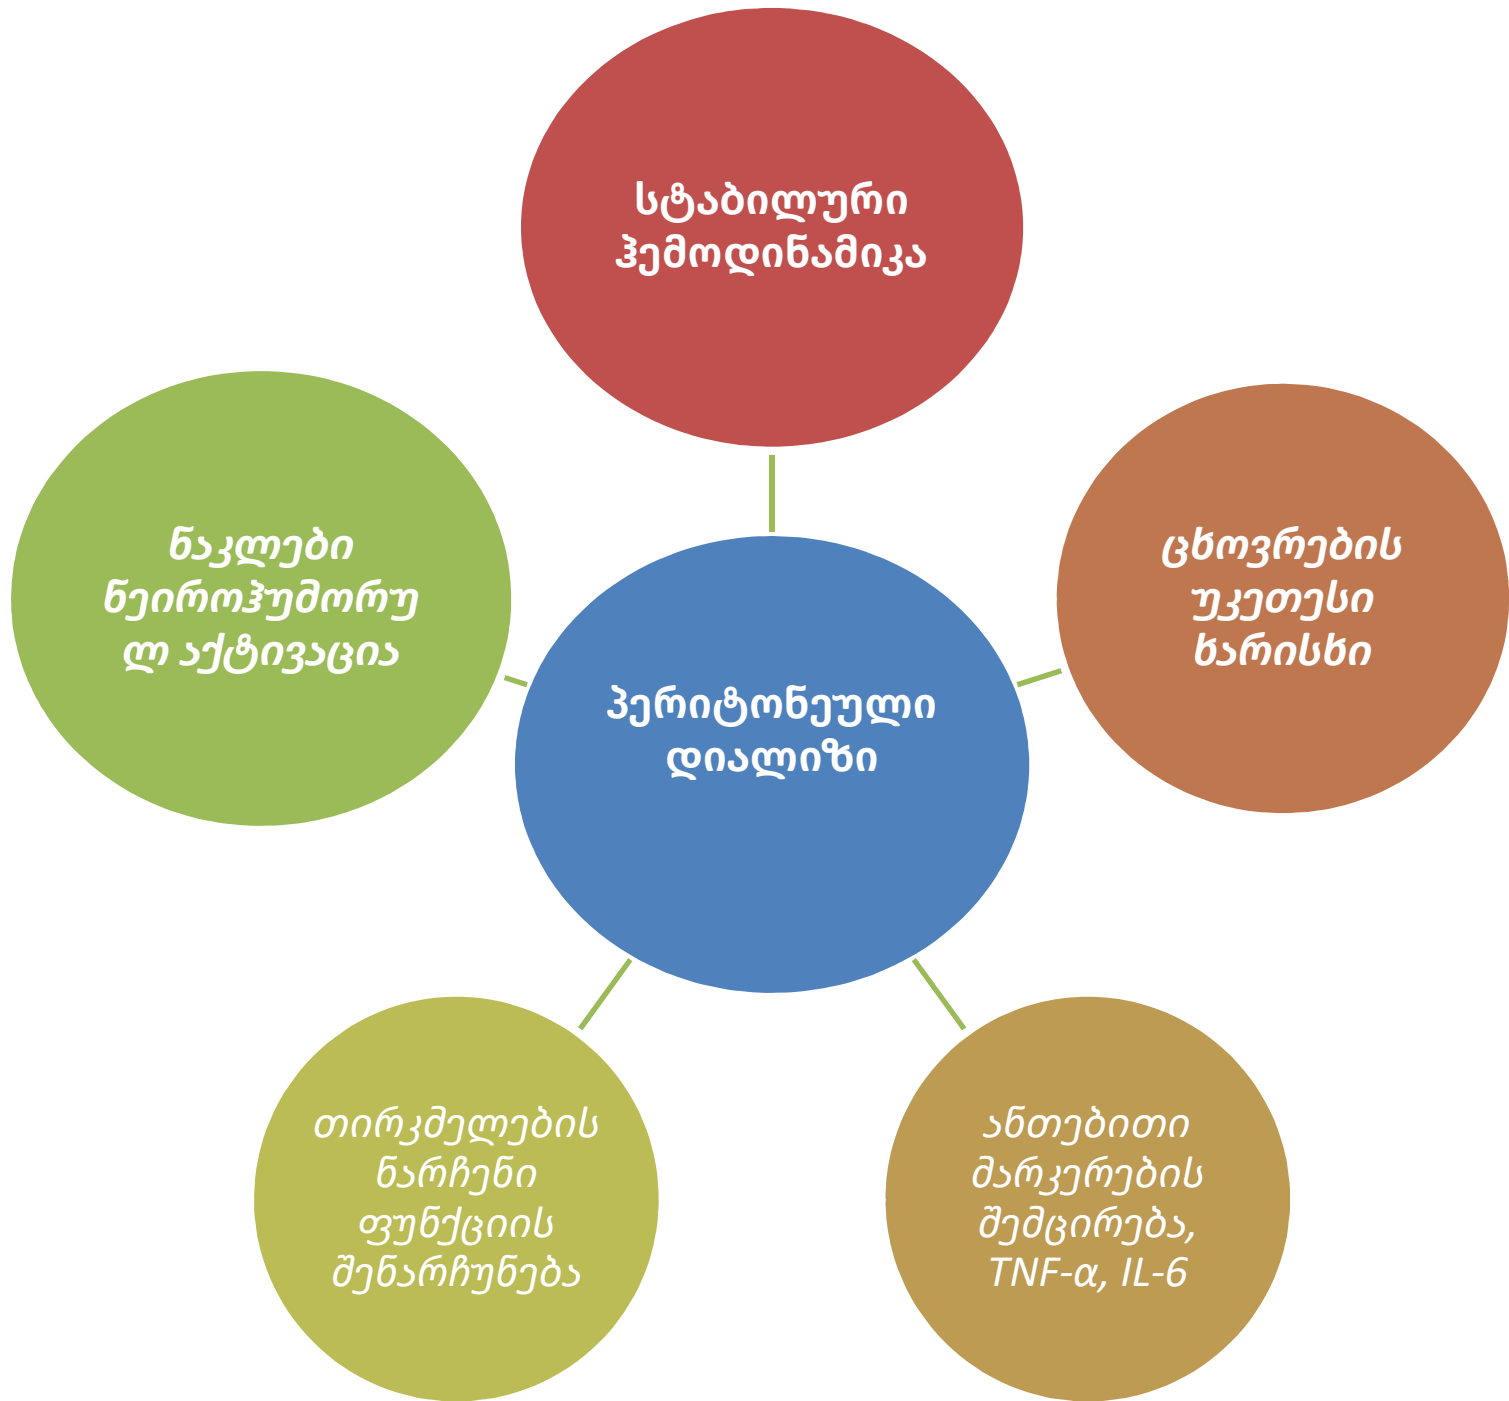 სტაბილური
ჰემოდინამიკა
ნაკლები
ნეიროჰუმორუ
ლ აქტივაცია
ცხოვრების
უკეთესი
ხარისხი
პერიტონეული
დიალიზი
თირკმელების
ნარჩენი
ფუნქციის
შენარჩუნება
ანთებითი
მარკერების
შემცირება,
TNF-α, IL-6